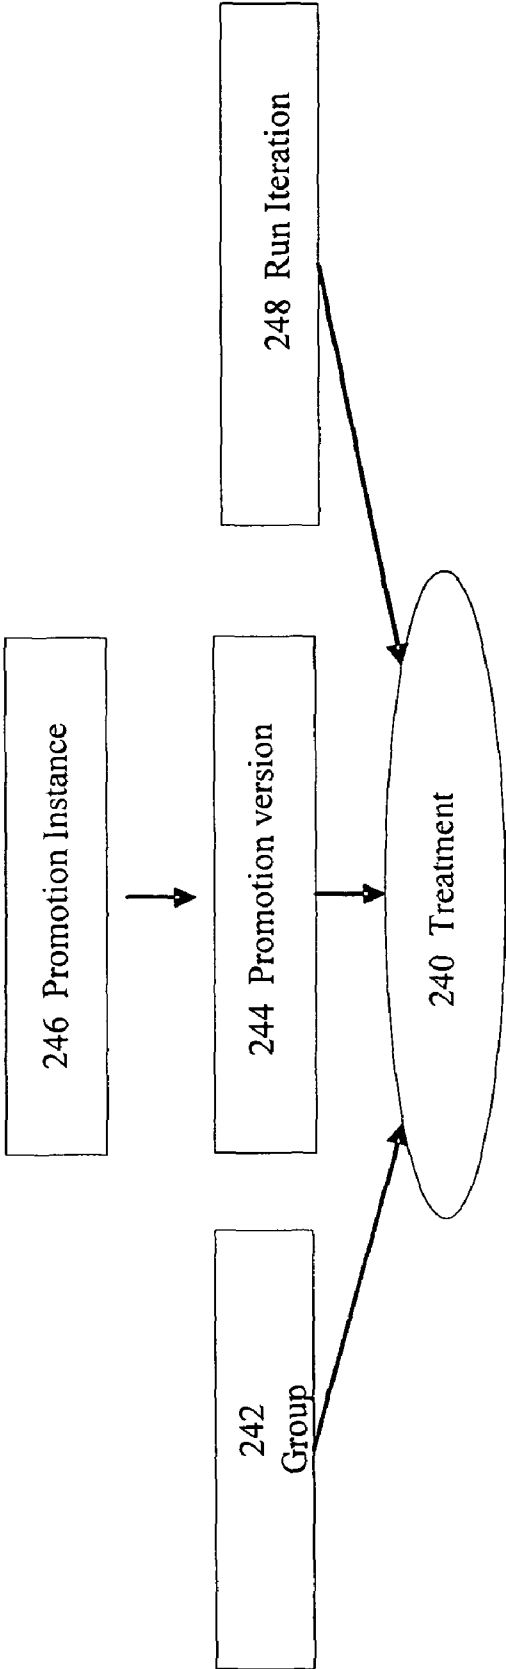 246 Promotion Instance
242
Group
244 Promotion version
248 Run Iteration
240 Treatment